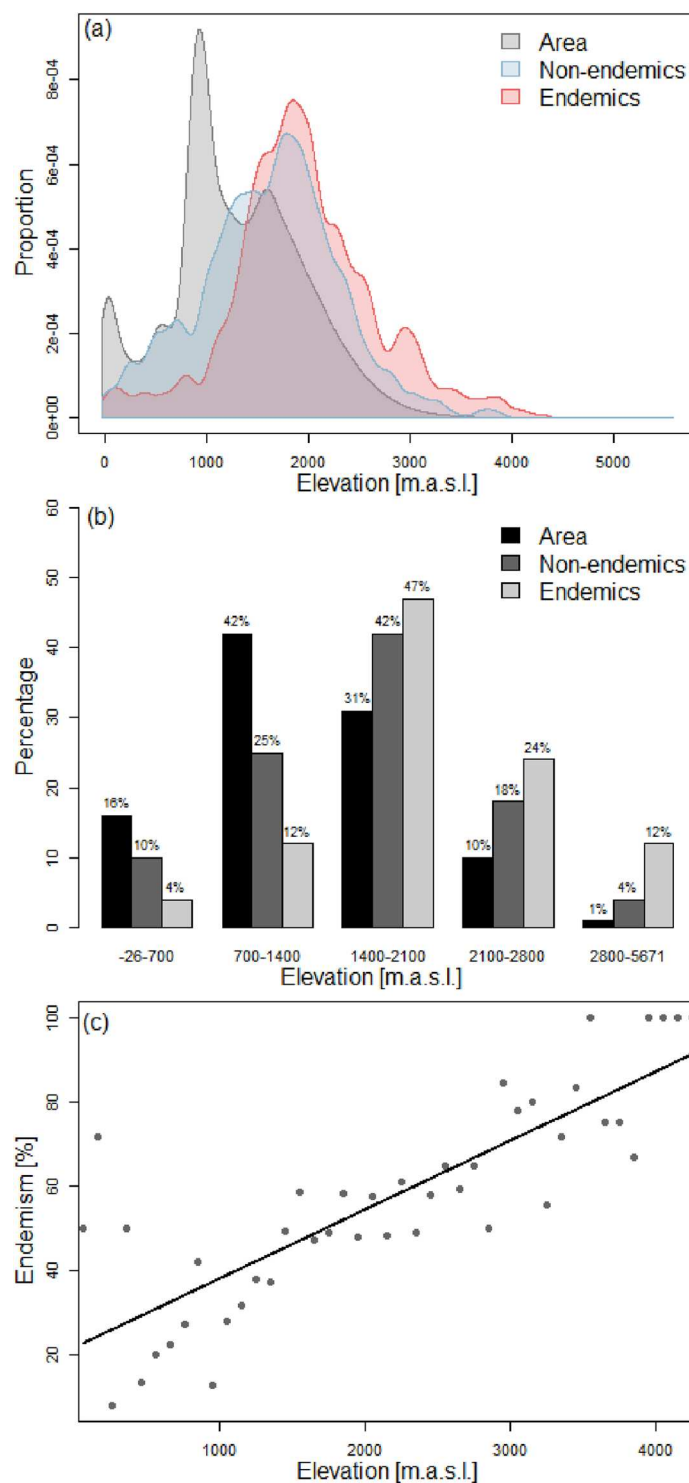 (a)
Area
Non-endemics
Endemics
Proportion
8e-04
6e-04
4e-04
2e-04
0e+00
0 1000 2000 3000 4000 5000
Elevation [m.a.s.l.]
(b)
Area
Non-endemics
Endemics
Percentage
60
50
40
30
20
10
0
16% 10% 4%
42% 25% 12%
31% 42% 47%
10% 18% 24%
1% 4% 12%
-26-700 700-1400 1400-2100 2100-2800 2800-5671
Elevation [m.a.s.l.]
(c)
Endemism [%]
100
80
60
40
20
1000 2000 3000 4000
Elevation [m.a.s.l.]